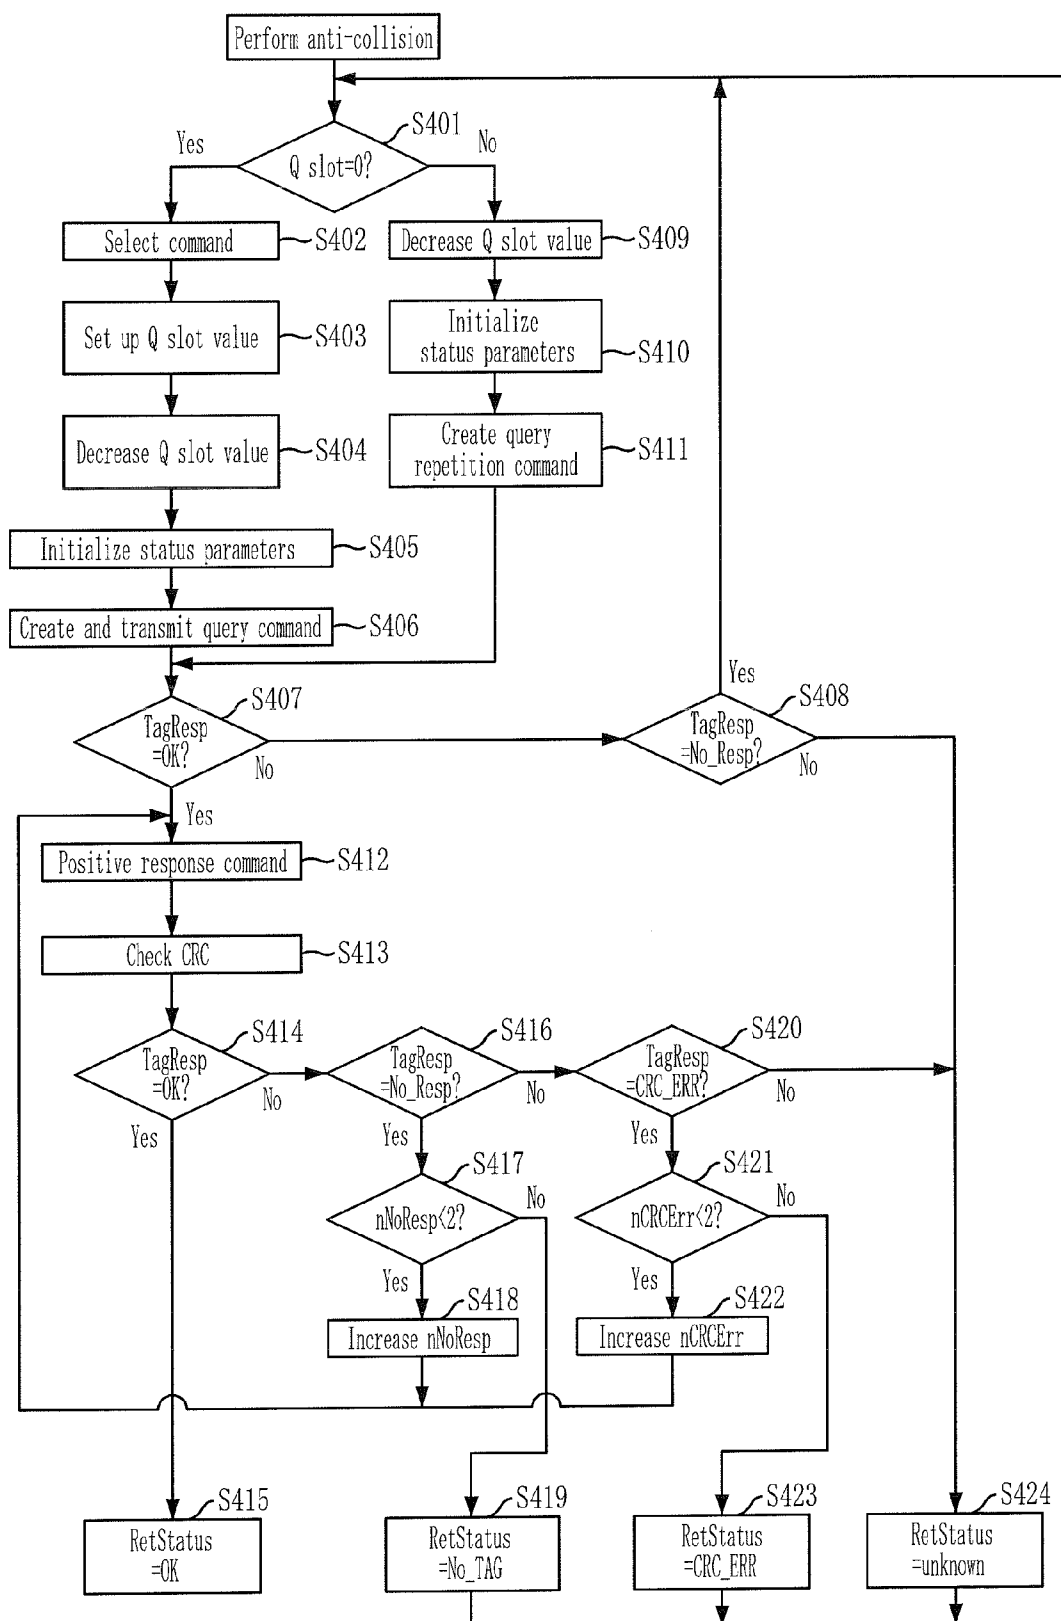 Perform anti-collision
S401
Yes
No
Q slot=0?
Select command
S402
Decrease Q slot value
S409
Set up Q slot value
S403
Initialize
status parameters
S410
Decrease Q slot value
S404
Create query
repetition command
S411
Initialize status parameters
S405
Create and transmit query command
S406
S407
TagResp
=OK?
No
Yes
Yes
S408
TagResp
=No_Resp?
No
Positive response command
S412
Check CRC
S413
S414
TagResp
=OK?
No
Yes
S416
TagResp
=No_Resp?
No
Yes
S420
TagResp
=CRC_ERR?
No
Yes
S417
nNoResp<2?
No
Yes
S421
nCRCErr<2?
No
Yes
S418
Increase nNoResp
S422
Increase nCRCErr
S415
RetStatus
=OK
S419
RetStatus
=No_TAG
S423
RetStatus
=CRC_ERR
S424
RetStatus
=unknown